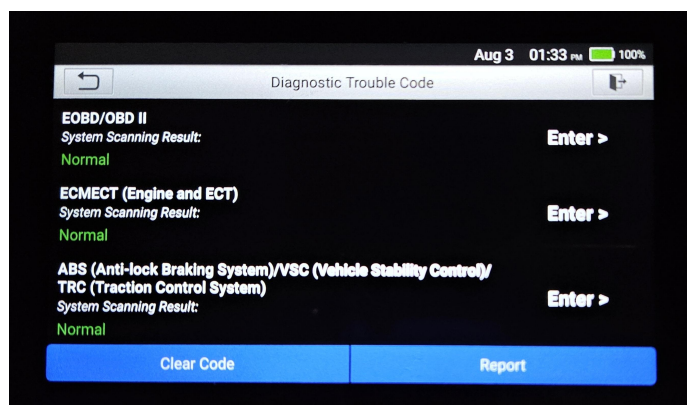 Aug 3 01:33 PM 100%
Diagnostic Trouble Code
EOBD/OBD II
System Scanning Result:
Enter >
Normal
ECMECT (Engine and ECT)
System Scanning Result:
Enter >
Normal
ABS (Anti-lock Braking System)/VSC (Vehicle Stability Control)/
TRC (Traction Control System)
System Scanning Result:
Enter >
Normal
Clear Code
Report